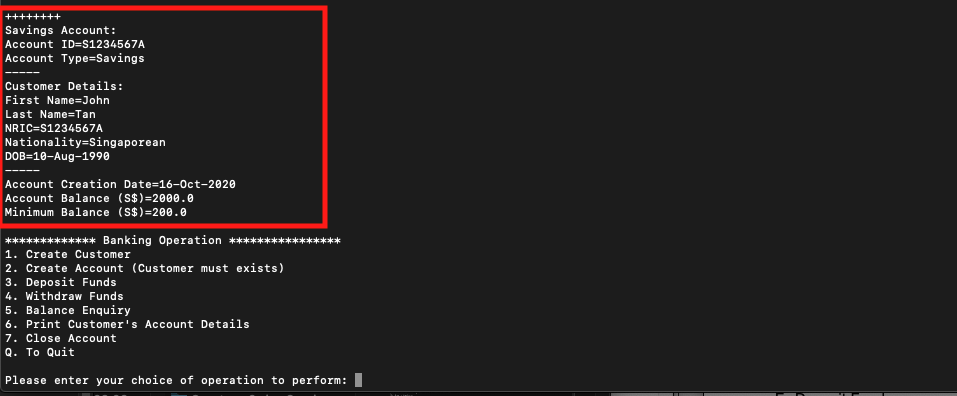 ++++++++
Savings Account:
Account ID=S1234567A
Account Type=Savings
-----
Customer Details:
First Name=John
Last Name=Tan
NRIC=S1234567A
Nationality=Singaporean
DOB=10-Aug-1990
-----
Account Creation Date=16-Oct-2020
Account Balance (S$)=2000.0
Minimum Balance (S$)=200.0
************* Banking Operation ****************
1. Create Customer
2. Create Account (Customer must exists)
3. Deposit Funds
4. Withdraw Funds
5. Balance Enquiry
6. Print Customer's Account Details
7. Close Account
Q. To Quit
Please enter your choice of operation to perform: